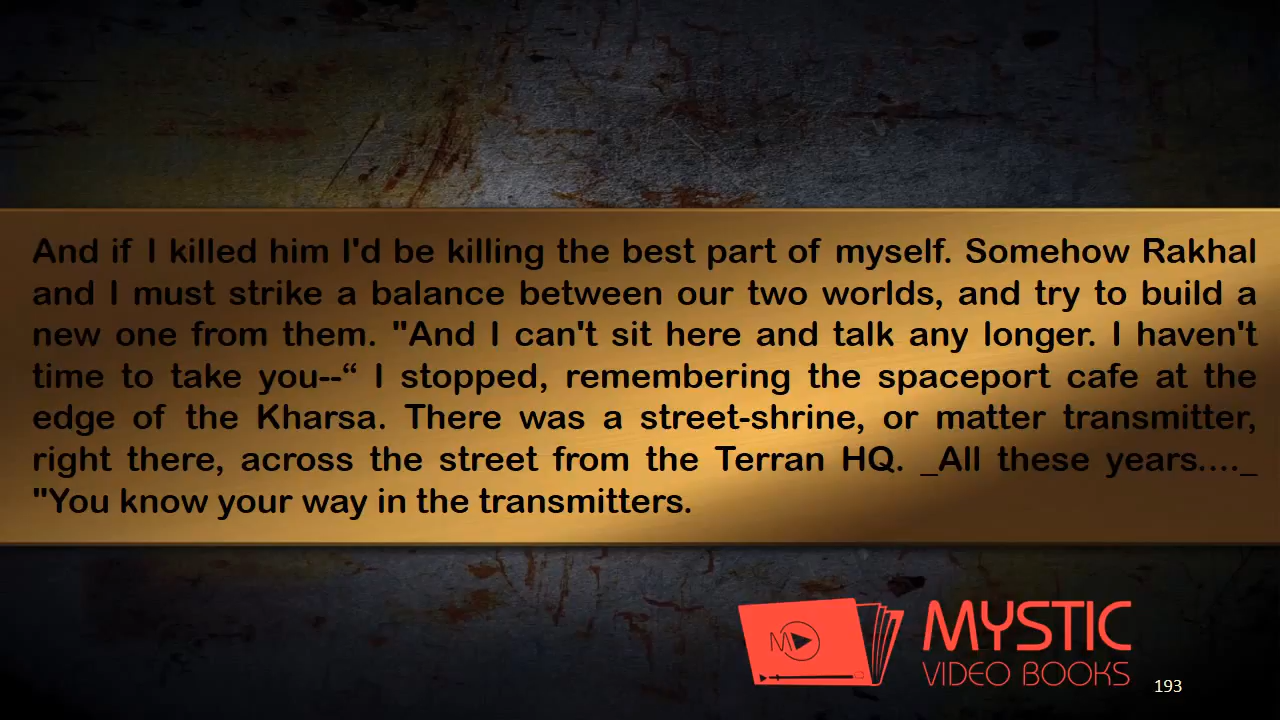 And if I killed him I'd be killing the best part of myself. Somehow Rakhal
and I must strike a balance between our two worlds, and try to build a
new one from them. "And I can't sit here and talk any longer. I haven't
time to take you--“ I stopped, remembering the spaceport cafe at the
edge of the Kharsa. There was a street-shrine, or matter transmitter,
right there, across the street from the Terran HQ. _All these years...._
"You know your way in the transmitters.
M
MYSTIC
VIDEO BOOKS
193